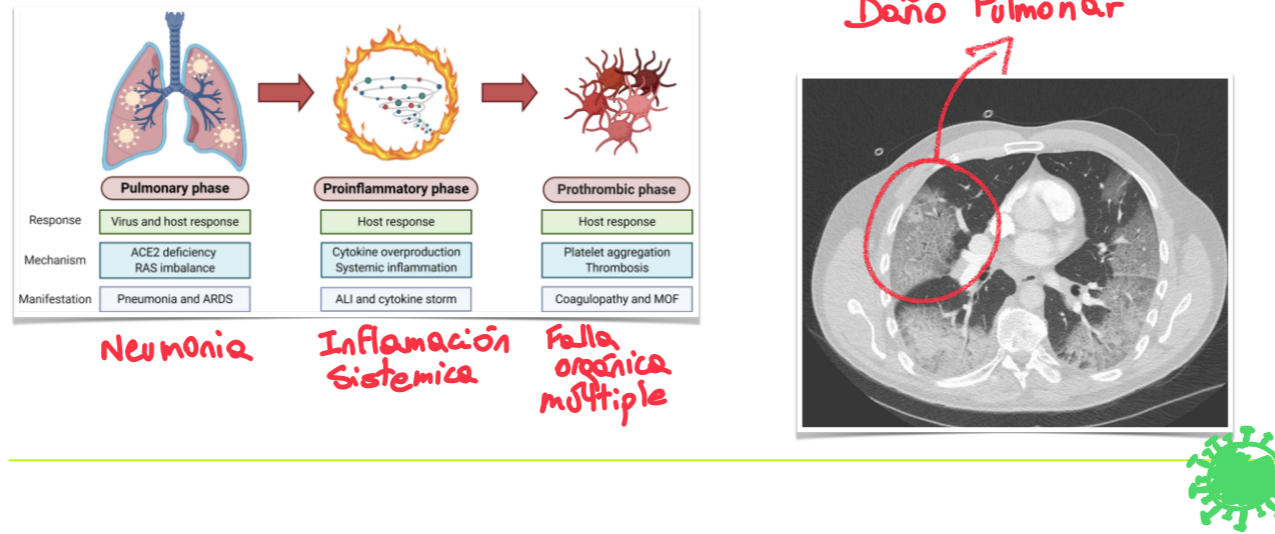 Daño Pulmonar
Pulmonary phase
Proinflammatory phase
Prothrombic phase
Response
Virus and host response
Host response
Host response
Mechanism
ACE2 deficiency
RAS imbalance
Cytokine overproduction
Systemic inflammation
Platelet aggregation
Thrombosis
Manifestation
Pneumonia and ARDS
ALI and cytokine storm
Coagulopathy and MOF
Neumonia
Inflamación
Sistemica
Falla
orgánica
múltiple